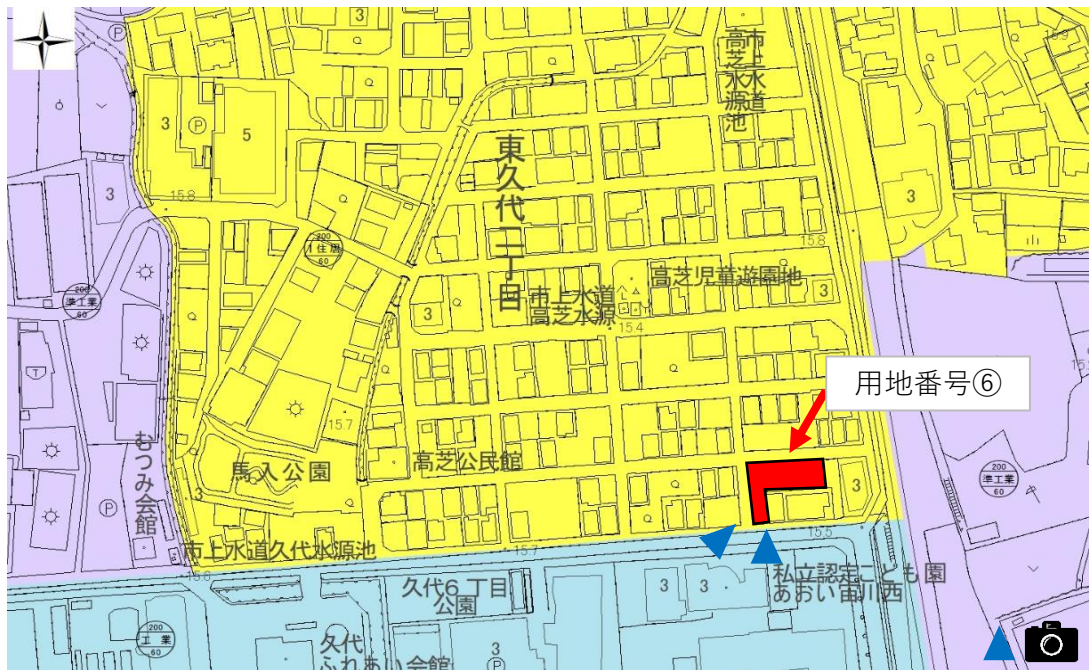 3
高芝水源池
市上水道
15.9
3
5
3
15.8
3
200
1住居
60
東久代二丁目
15.8
高芝児童遊園地
3
市上水道
高芝水源
15.4
3
200
準工業
60
用地番号⑥
15.7
むつみ会館
馬入公園
3
高芝公民館
3
200
準工業
60
市上水道久代水源池
15.6
15.7
15.5
久代6丁目
公園
3
3
私立認定こども園
あおい宙川西
200
工業
60
久代
ふれあい会館
3